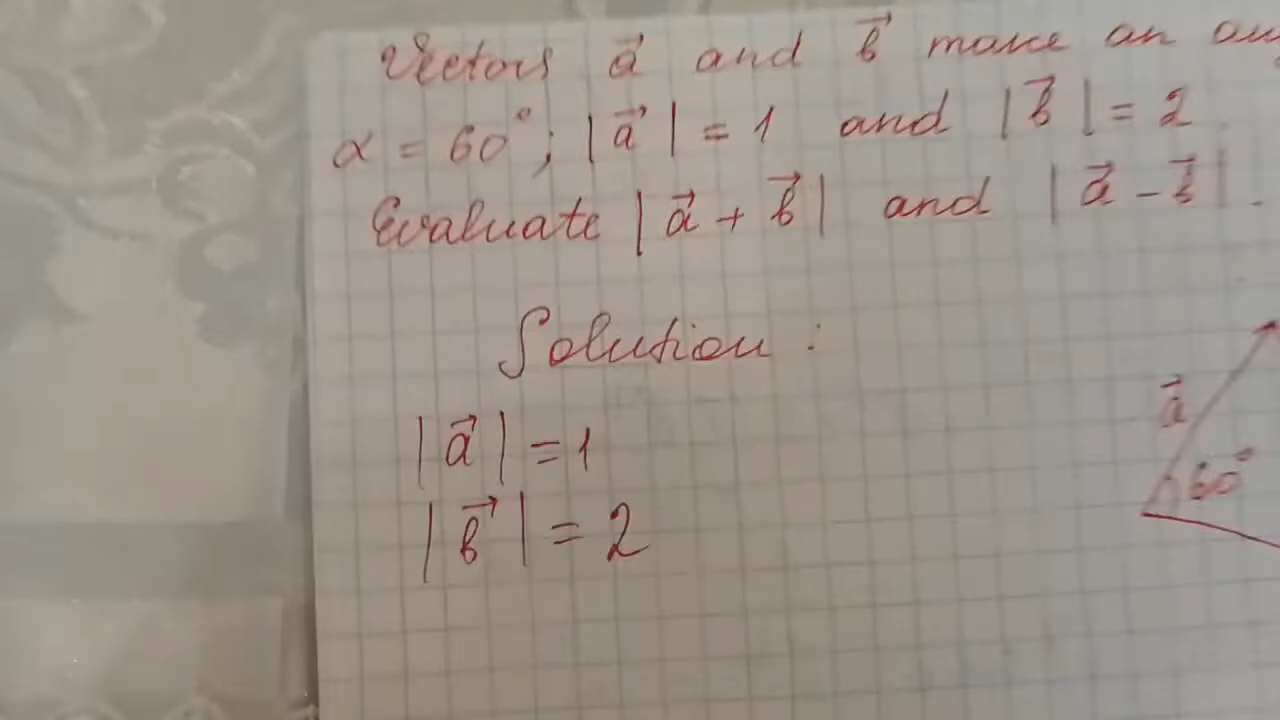 Vectors a⃗ and b⃗ make an
α = 60°; |a⃗| = 1 and |b⃗| = 2.
Evaluate |a⃗ + b⃗| and |a⃗ - b⃗|.
Solution :
|a⃗| = 1
|b⃗| = 2
a⃗
60°